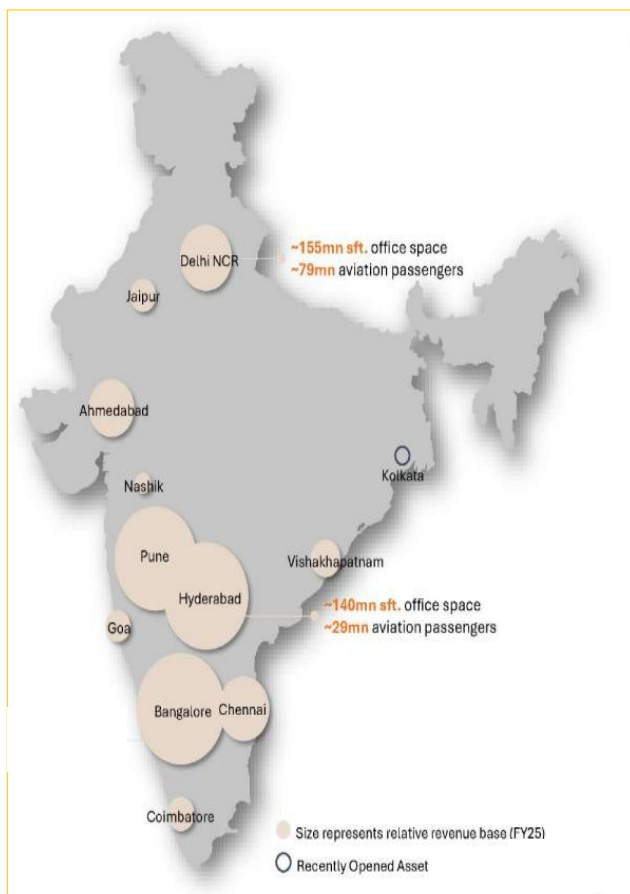 ~155mn sft. office space
Delhi NCR
~79mn aviation passengers
Jaipur
Ahmedabad
Kolkata
Nashik
Pune
Vishakhapatnam
Hyderabad
~140mn sft. office space
Goa
~29mn aviation passengers
Bangalore
Chennai
Coimbatore
Size represents relative revenue base (FY25)
Recently Opened Asset